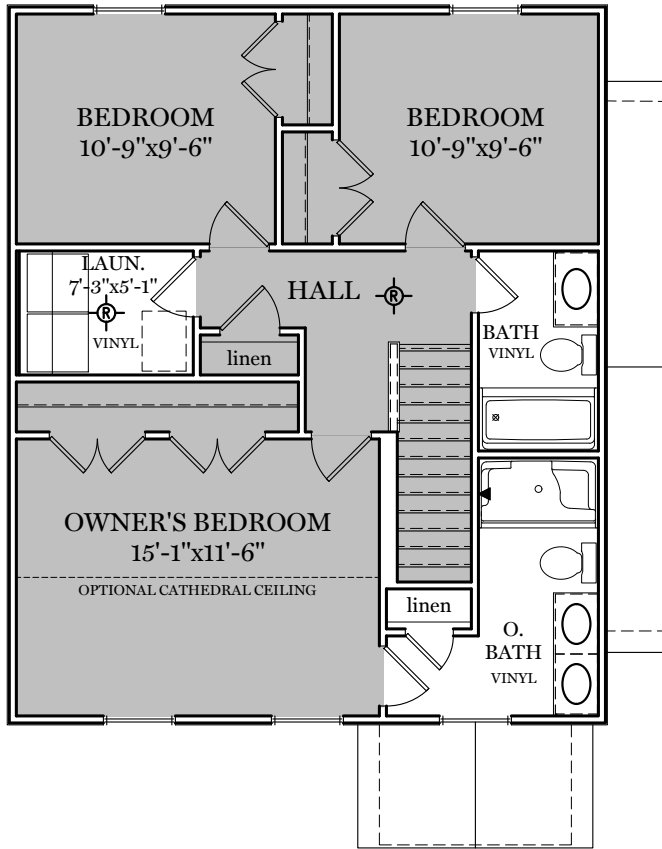 BEDROOM
10'-9"x9'-6"
BEDROOM
10'-9"x9'-6"
LAUN.
7'-3"x5'-1"
R
VINYL
HALL
R
linen
BATH
VINYL
OWNER'S BEDROOM
15'-1"x11'-6"
OPTIONAL CATHEDRAL CEILING
linen
O.
BATH
VINYL